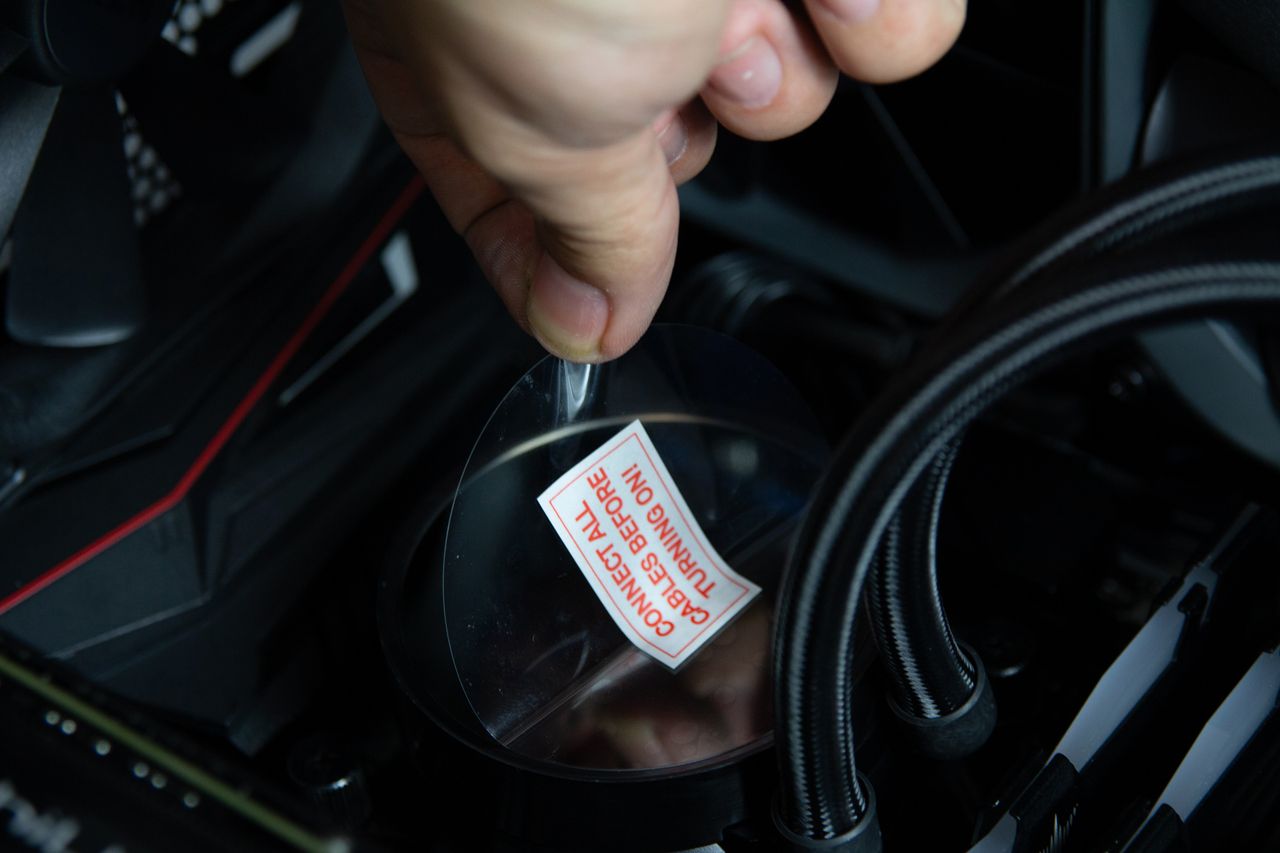 CONNECT ALL
CABLES BEFORE
TURNING ON!